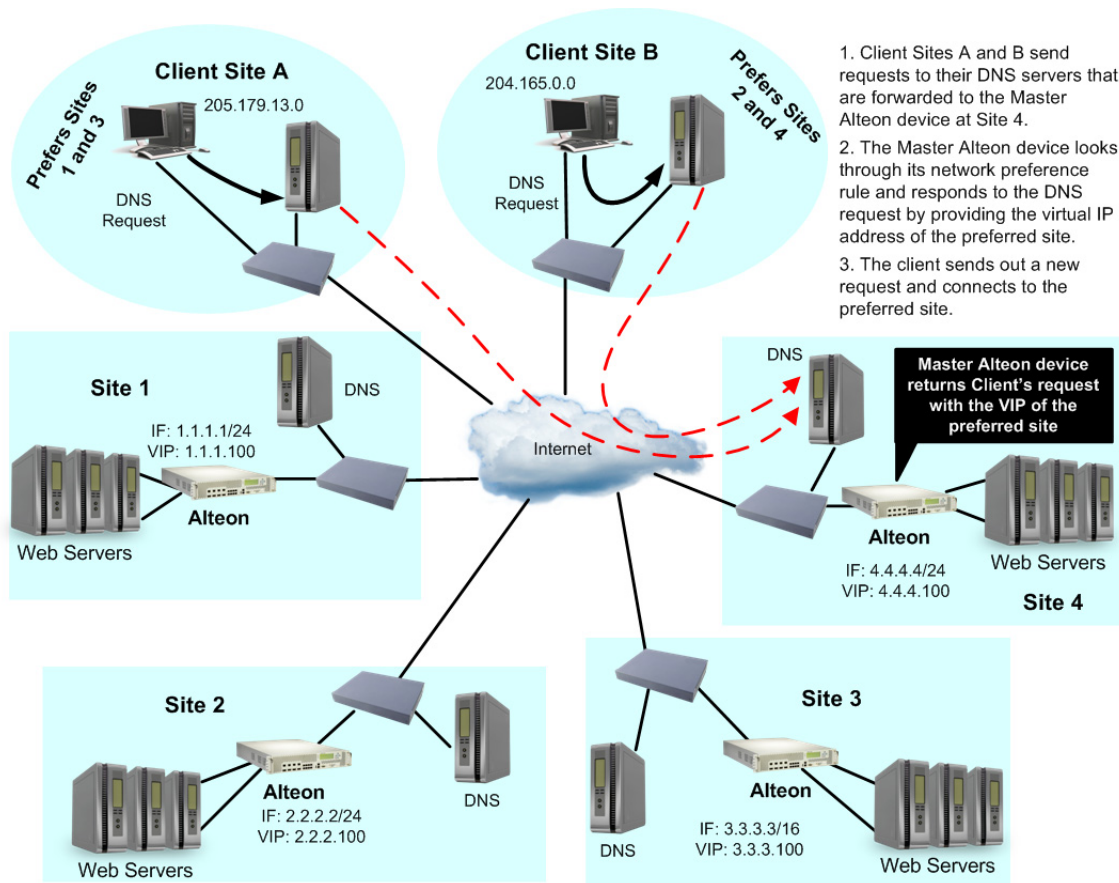 Client Site A
205.179.13.0
Prefers Sites
1 and 3
DNS
Request
Client Site B
204.165.0.0
Prefers Sites
2 and 4
DNS
Request
1. Client Sites A and B send
requests to their DNS servers that
are forwarded to the Master
Alteon device at Site 4.
2. The Master Alteon device looks
through its network preference
rule and responds to the DNS
request by providing the virtual IP
address of the preferred site.
3. The client sends out a new
request and connects to the
preferred site.
Site 1
DNS
IF: 1.1.1.1/24
VIP: 1.1.1.100
Alteon
Web Servers
Internet
DNS
Master Alteon device
returns Client's request
with the VIP of the
preferred site
Alteon
IF: 4.4.4.4/24
VIP: 4.4.4.100
Web Servers
Site 4
Site 2
Alteon
IF: 2.2.2.2/24
VIP: 2.2.2.100
DNS
Web Servers
Site 3
Alteon
IF: 3.3.3.3/16
VIP: 3.3.3.100
DNS
Web Servers